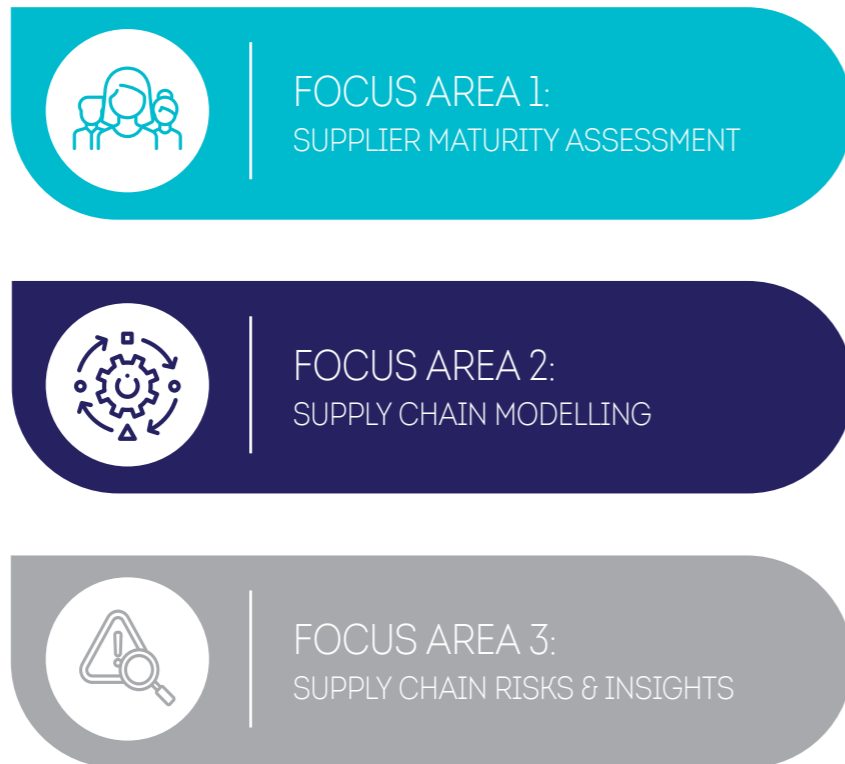 FOCUS AREA 1:
SUPPLIER MATURITY ASSESSMENT
FOCUS AREA 2:
SUPPLY CHAIN MODELLING
FOCUS AREA 3:
SUPPLY CHAIN RISKS & INSIGHTS